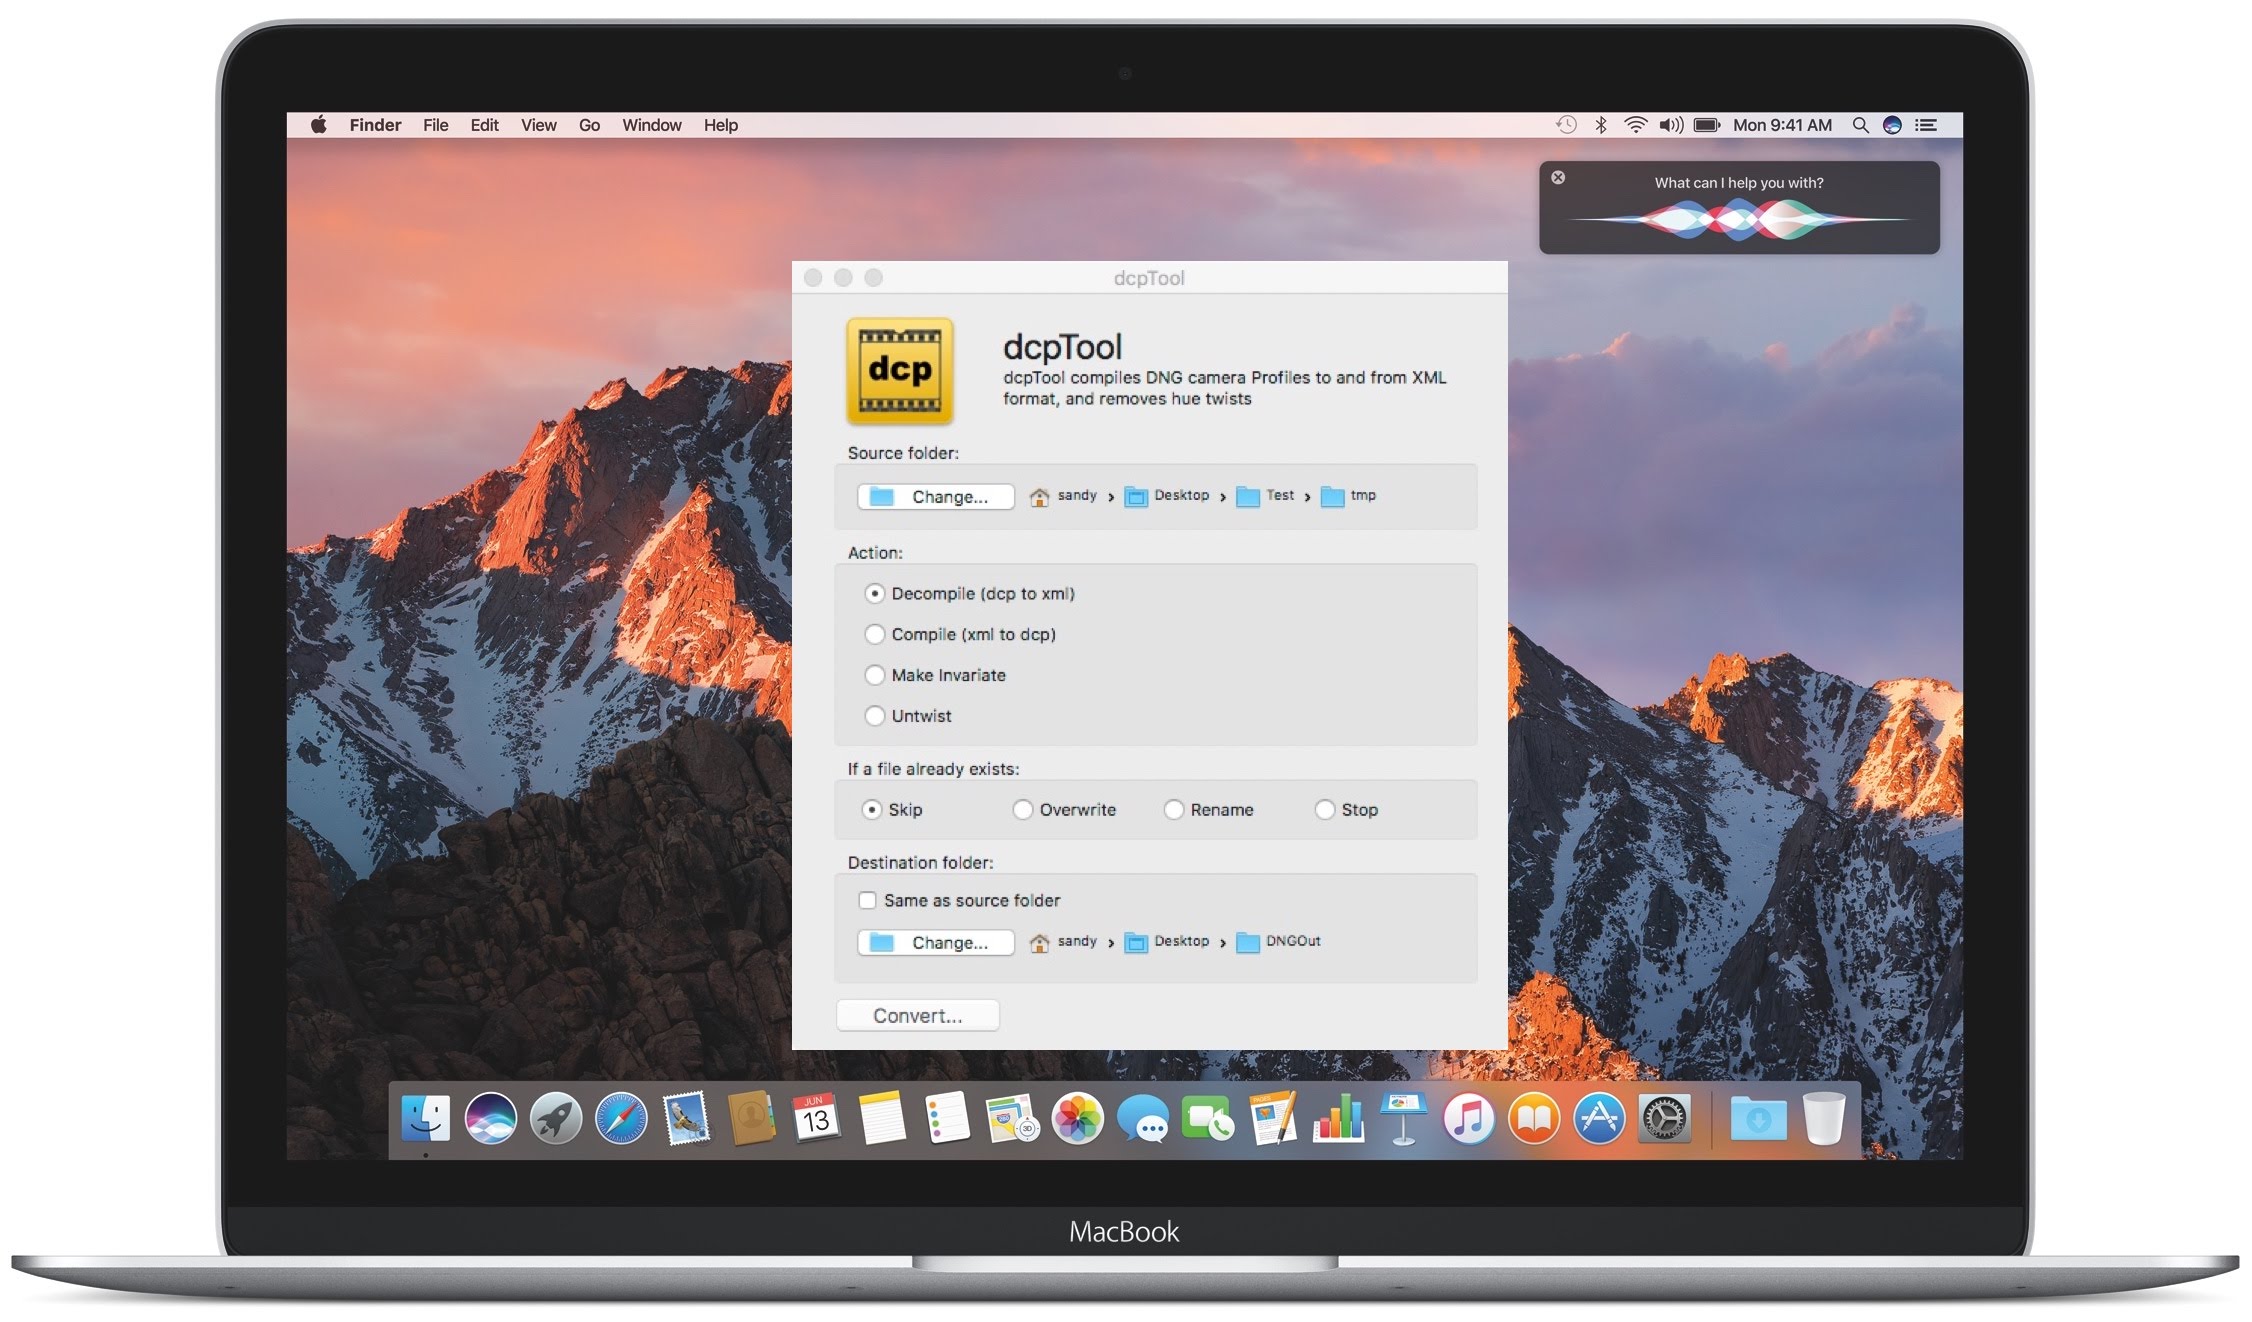 Finder File Edit View Go Window Help Mon 9:41 AM
What can I help you with?
dcpTool
dcp
dcpTool
dcpTool compiles DNG camera Profiles to and from XML
format, and removes hue twists
Source folder:
Change... sandy › Desktop › Test › tmp
Action:
Decompile (dcp to xml)
Compile (xml to dcp)
Make Invariate
Untwist
If a file already exists:
Skip Overwrite Rename Stop
Destination folder:
Same as source folder
Change... sandy › Desktop › DNGOut
Convert...
JUN
13
3D
PAGES
MacBook